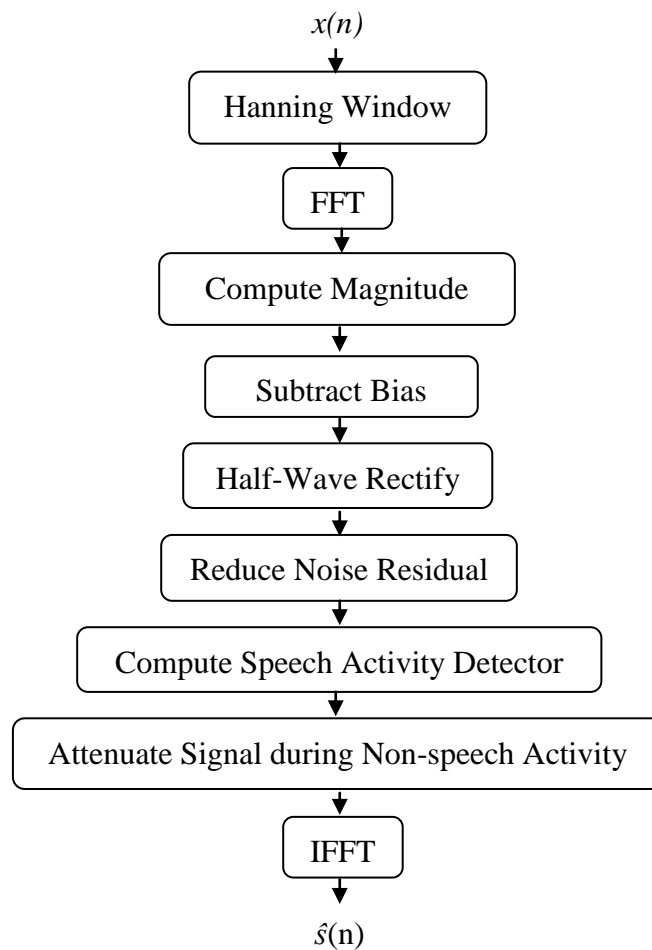 x(n)
Hanning Window
FFT
Compute Magnitude
Subtract Bias
Half-Wave Rectify
Reduce Noise Residual
Compute Speech Activity Detector
Attenuate Signal during Non-speech Activity
IFFT
ŝ(n)